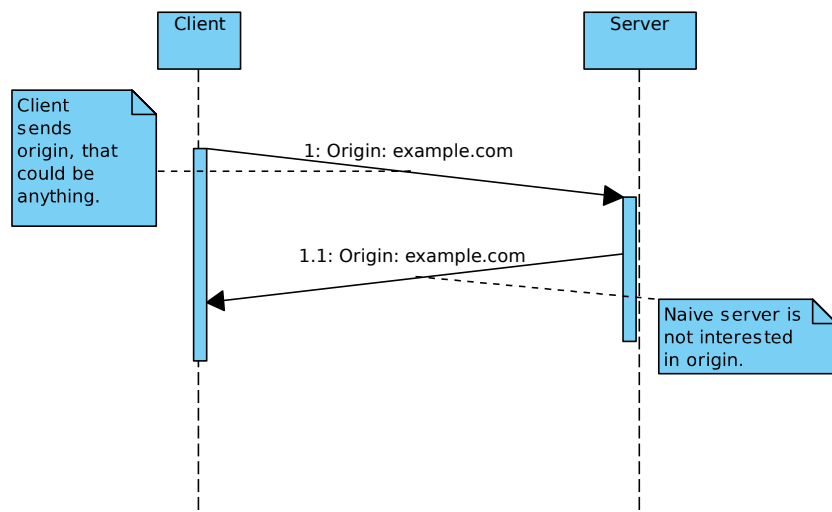 Client
Server
Client
sends
origin, that
could be
anything.
1: Origin: example.com
1.1: Origin: example.com
Naive server is
not interested
in origin.